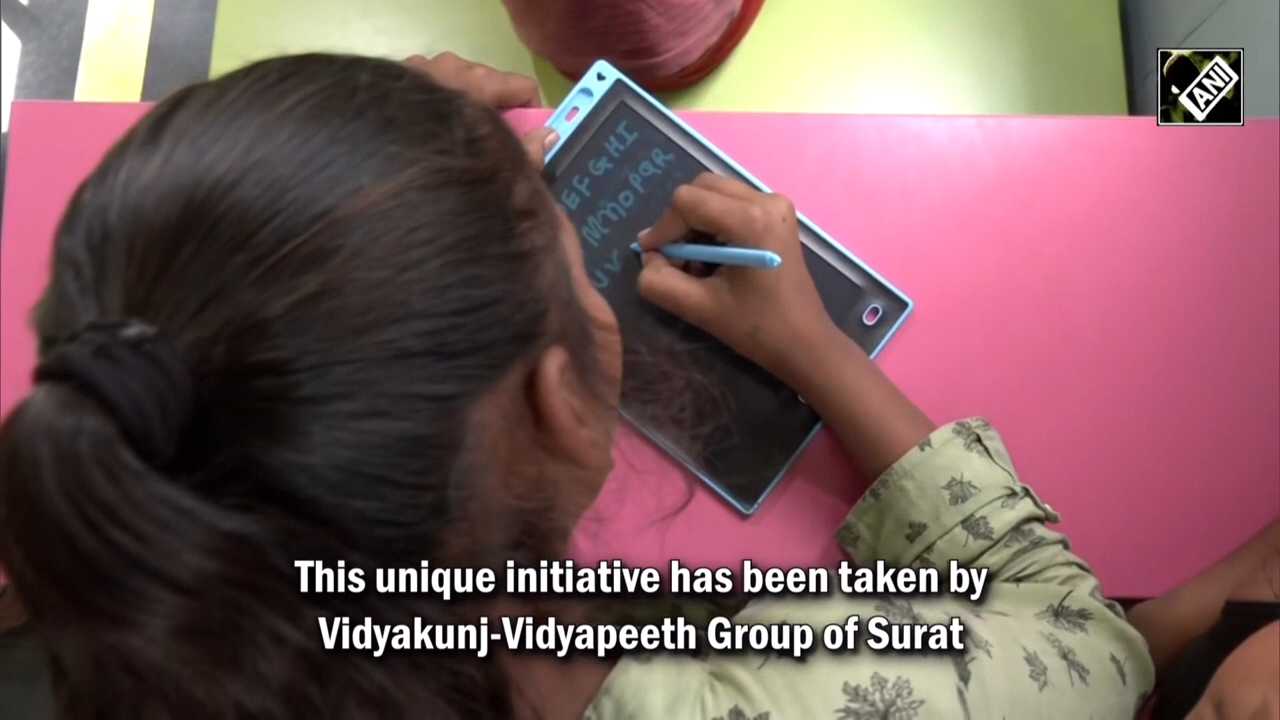 ANI
EFGHI
MNOPQR
UV
This unique initiative has been taken by
Vidyakunj-Vidyapeeth Group of Surat